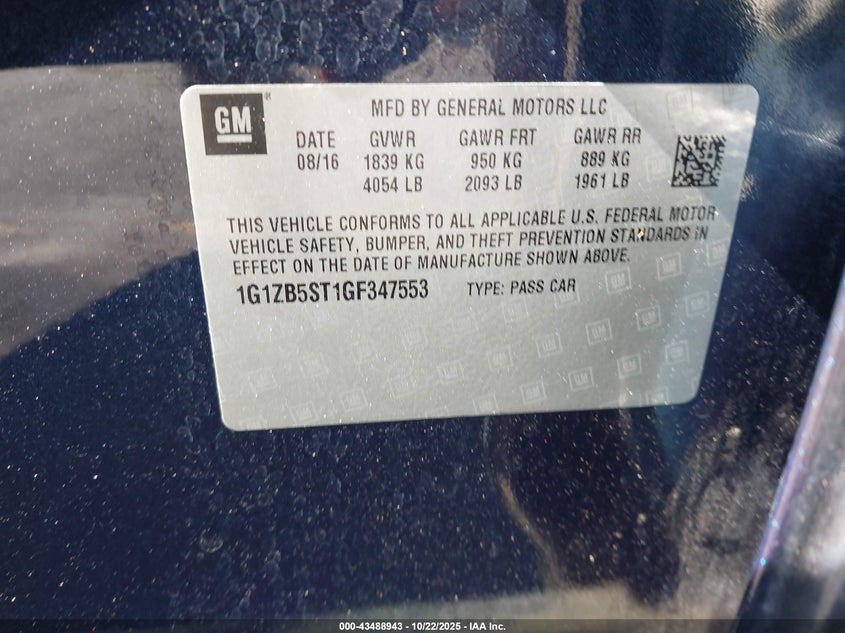 GM ®
MFD BY GENERAL MOTORS LLC
DATE GVWR GAWR FRT GAWR RR
08/16 1839 KG 950 KG 889 KG
4054 LB 2093 LB 1961 LB
THIS VEHICLE CONFORMS TO ALL APPLICABLE U.S. FEDERAL MOTOR
VEHICLE SAFETY, BUMPER, AND THEFT PREVENTION STANDARDS IN
EFFECT ON THE DATE OF MANUFACTURE SHOWN ABOVE.
1G1ZB5ST1GF347553 TYPE: PASS CAR
000-43488943 - 10/22/2025 - IAA Inc.